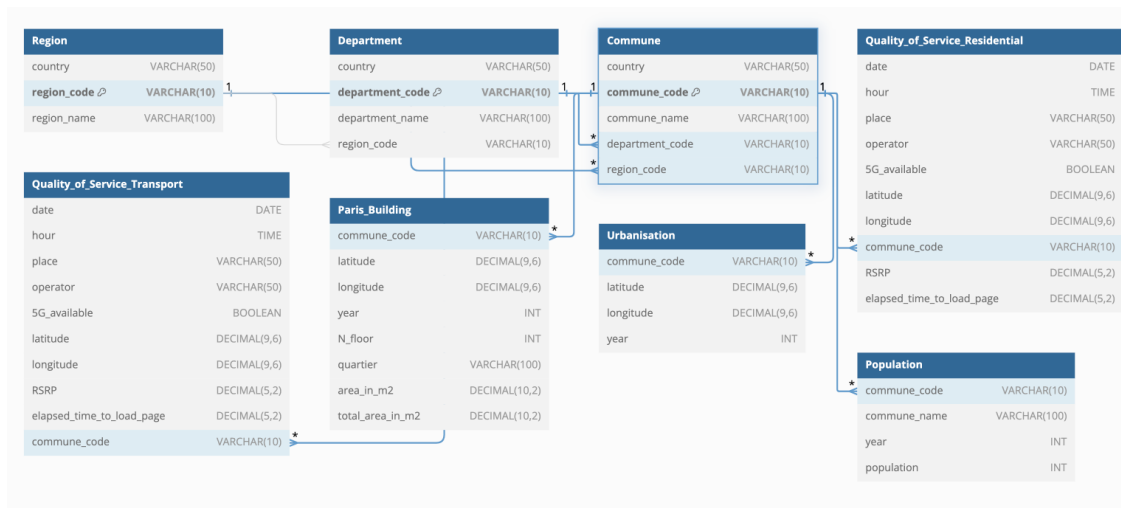 Region
country VARCHAR(50)
region_code VARCHAR(10)
region_name VARCHAR(100)
1
Department
country VARCHAR(50)
department_code VARCHAR(10)
department_name VARCHAR(100)
region_code VARCHAR(10)
1
1
*
*
Commune
country VARCHAR(50)
commune_code VARCHAR(10)
commune_name VARCHAR(100)
department_code VARCHAR(10)
region_code VARCHAR(10)
1
Quality_of_Service_Residential
date DATE
hour TIME
place VARCHAR(50)
operator VARCHAR(50)
5G_available BOOLEAN
latitude DECIMAL(9,6)
longitude DECIMAL(9,6)
* commune_code VARCHAR(10)
RSRP DECIMAL(5,2)
elapsed_time_to_load_page DECIMAL(5,2)
Quality_of_Service_Transport
date DATE
hour TIME
place VARCHAR(50)
operator VARCHAR(50)
5G_available BOOLEAN
latitude DECIMAL(9,6)
longitude DECIMAL(9,6)
RSRP DECIMAL(5,2)
elapsed_time_to_load_page DECIMAL(5,2)
commune_code VARCHAR(10) *
Paris_Building
commune_code VARCHAR(10) *
latitude DECIMAL(9,6)
longitude DECIMAL(9,6)
year INT
N_floor INT
quartier VARCHAR(100)
area_in_m2 DECIMAL(10,2)
total_area_in_m2 DECIMAL(10,2)
Urbanisation
commune_code VARCHAR(10) *
latitude DECIMAL(9,6)
longitude DECIMAL(9,6)
year INT
Population
* commune_code VARCHAR(10)
commune_name VARCHAR(100)
year INT
population INT